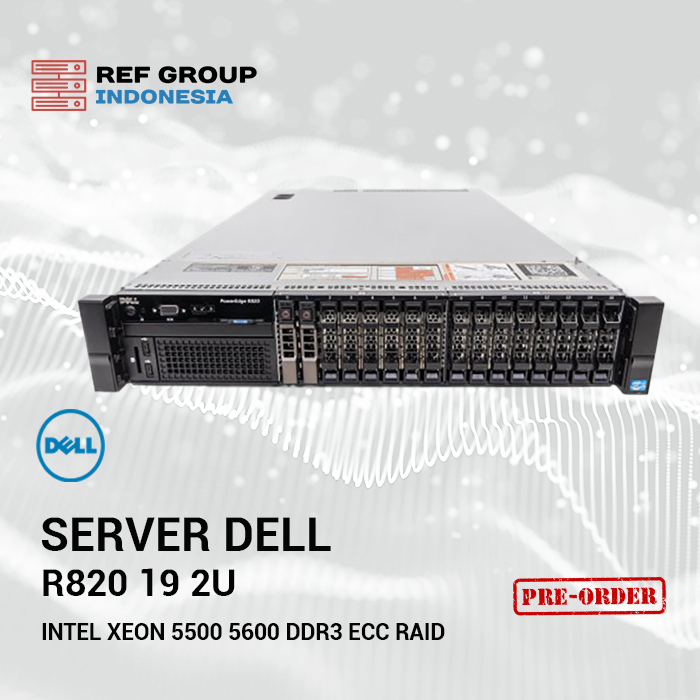 REF GROUP
INDONESIA
DELL
PowerEdge R820
DELL
SERVER DELL
R820 19 2U
PRE-ORDER
INTEL XEON 5500 5600 DDR3 ECC RAID